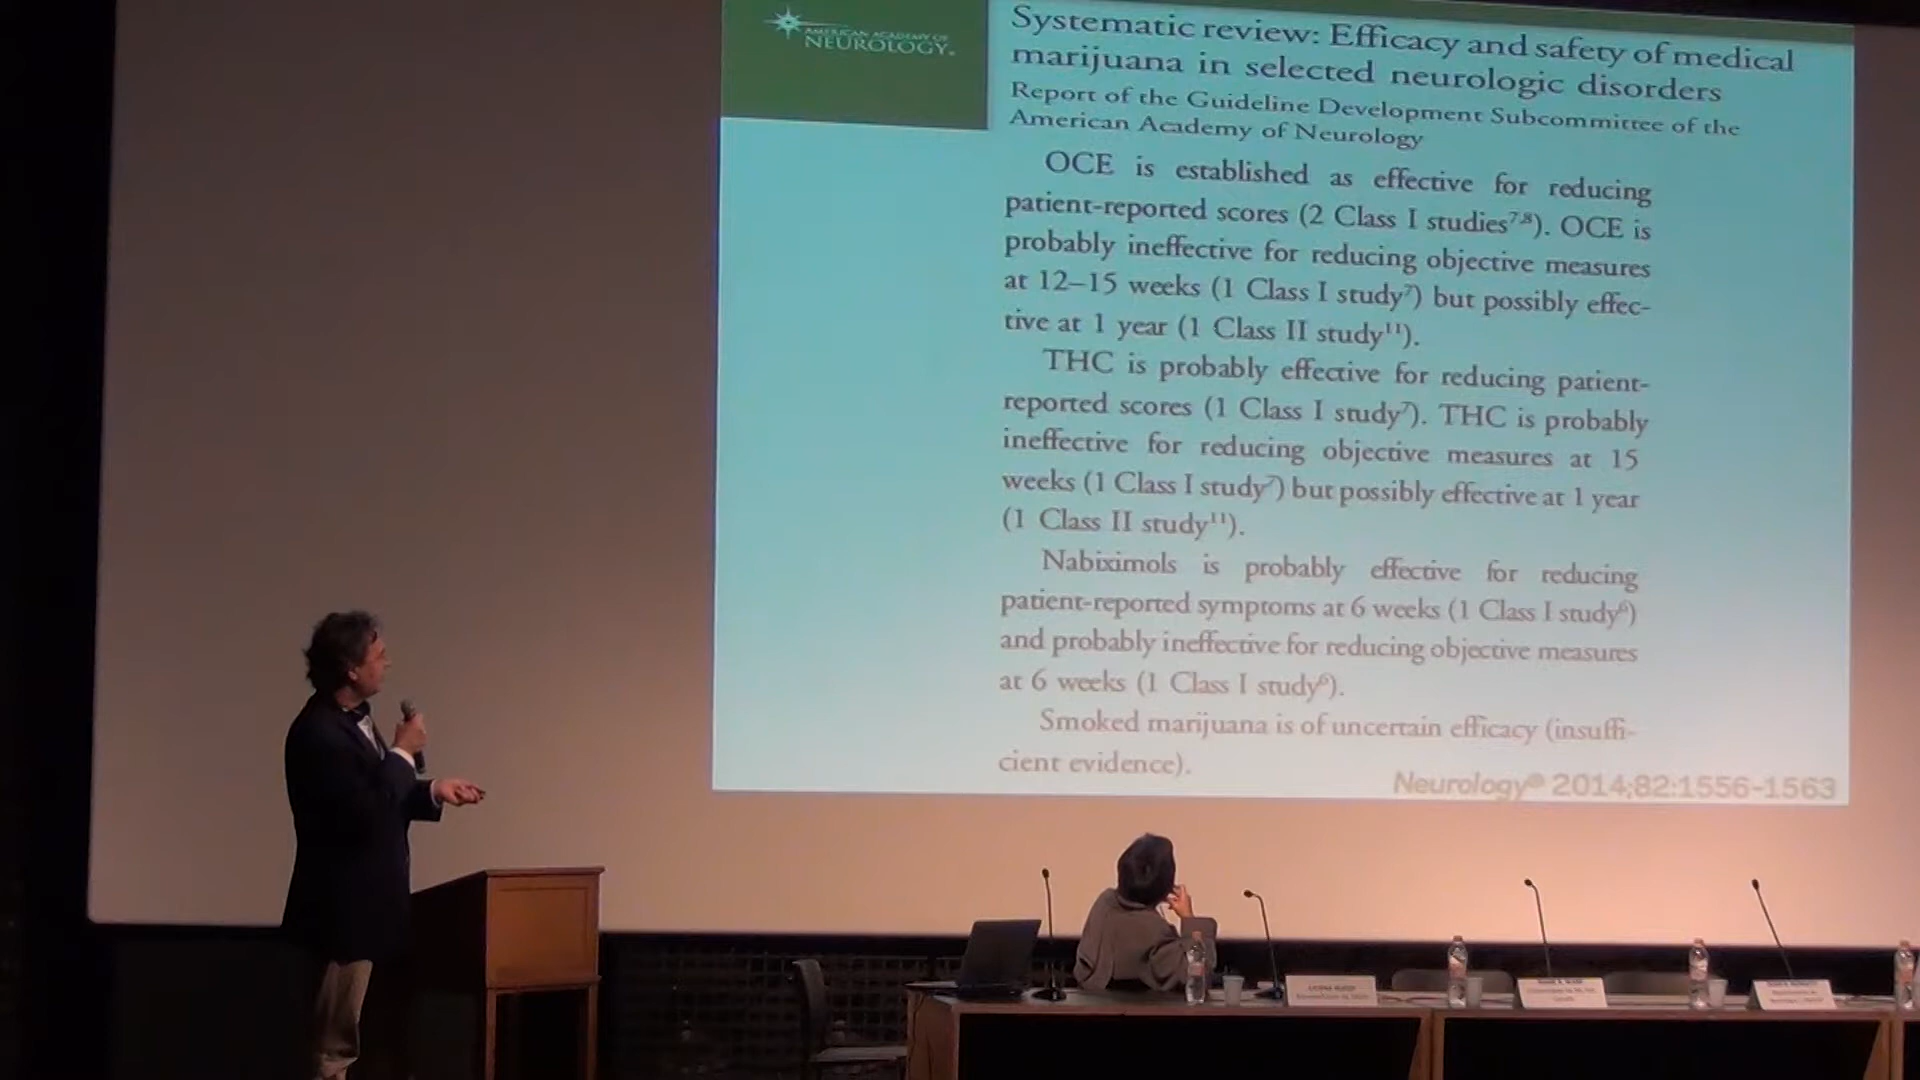 AMERICAN ACADEMY OF
NEUROLOGY®
Systematic review: Efficacy and safety of medical
marijuana in selected neurologic disorders
Report of the Guideline Development Subcommittee of the
American Academy of Neurology
OCE is established as effective for reducing
patient-reported scores (2 Class I studies7,8). OCE is
probably ineffective for reducing objective measures
at 12–15 weeks (1 Class I study7) but possibly effec-
tive at 1 year (1 Class II study11).
THC is probably effective for reducing patient-
reported scores (1 Class I study7). THC is probably
ineffective for reducing objective measures at 15
weeks (1 Class I study7) but possibly effective at 1 year
(1 Class II study11).
Nabiximols is probably effective for reducing
patient-reported symptoms at 6 weeks (1 Class I study6)
and probably ineffective for reducing objective measures
at 6 weeks (1 Class I study6).
Smoked marijuana is of uncertain efficacy (insuffi-
cient evidence).
Neurology® 2014;82:1556-1563